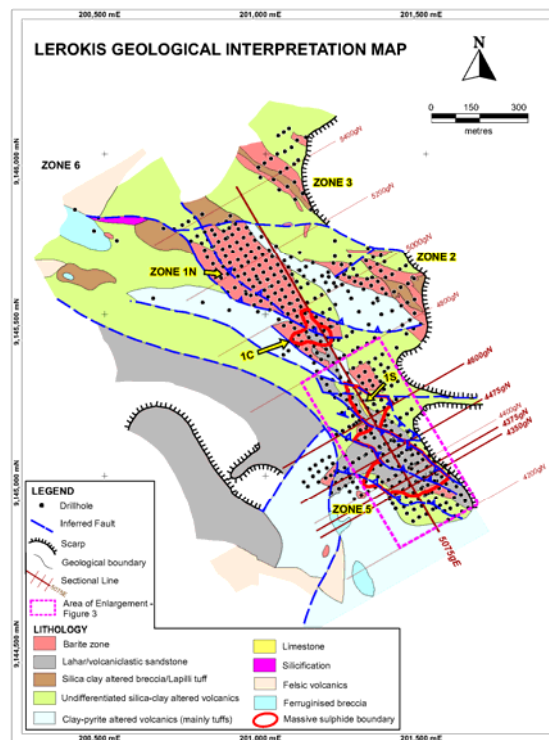 200,500 mE 201,000 mE 201,500 mE
LEROKIS GEOLOGICAL INTERPRETATION MAP
N
0 150 300
metres
5400gN
9,146,000 mN
ZONE 6
ZONE 3
5200gN
5000gN
ZONE 2
ZONE 1N
4800gN
9,145,500 mN
1C
1S
4600gN
4475gN
4400gN
4375gN
4350gN
9,145,000 mN
4200gN
ZONE 5
5075gE
LEGEND
Drillhole
Inferred Fault
Scarp
Geological boundary
Sectional Line
Area of Enlargement -
Figure 3
LITHOLOGY
Barite zone
Lahar/volcaniclastic sandstone
Silica clay altered breccia/Lapilli tuff
Undifferentiated silica-clay altered volcanics
Clay-pyrite altered volcanics (mainly tuffs)
Limestone
Silicification
Felsic volcanics
Ferruginised breccia
Massive sulphide boundary
9,144,500 mN
200,500 mE 201,000 mE 201,500 mE